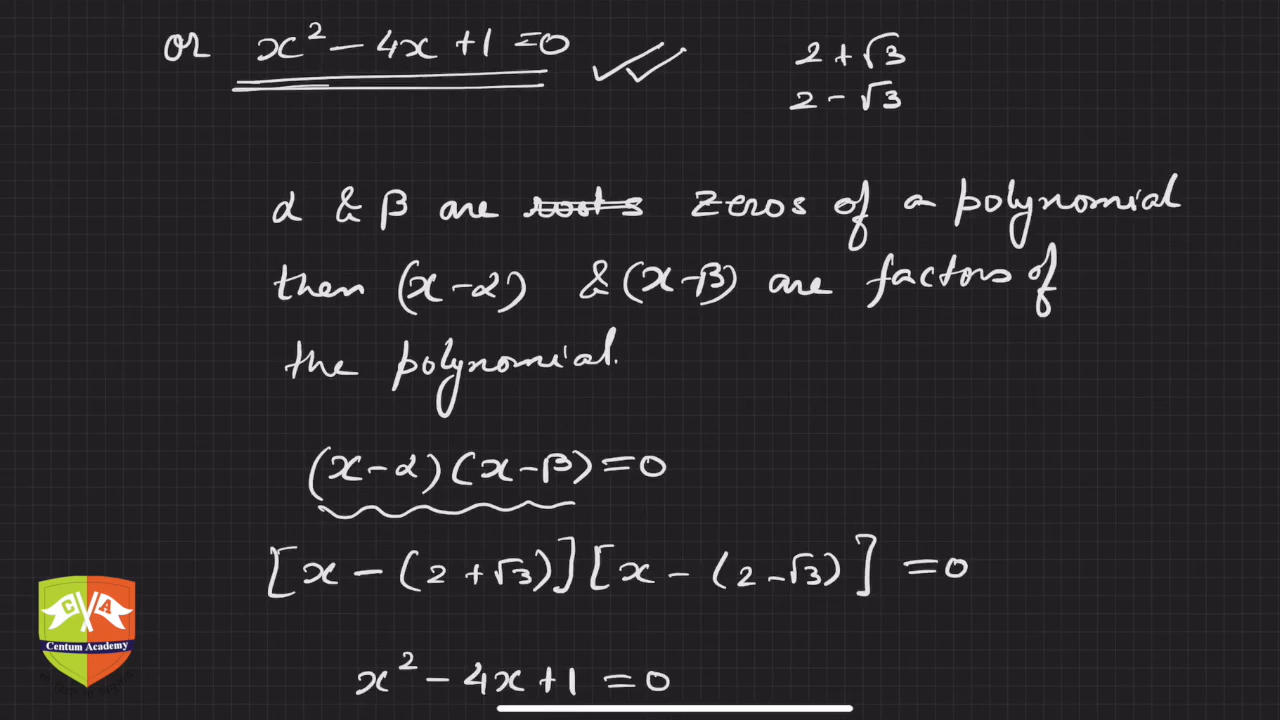 or x² - 4x + 1 = 0
2 + √3
2 - √3
α & β are roots zeros of a polynomial
then (x - α) & (x - β) are factors of
the polynomial.
(x - α)(x - β) = 0
[x - (2 + √3)][x - (2 - √3)] = 0
C A
Centum Academy
x² - 4x + 1 = 0